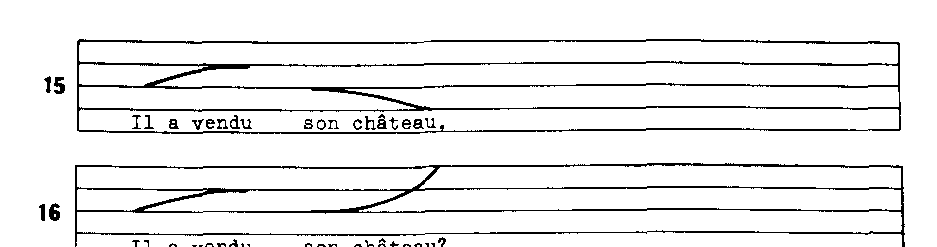 15
Il a vendu son château.
16
Il a vendu son château?